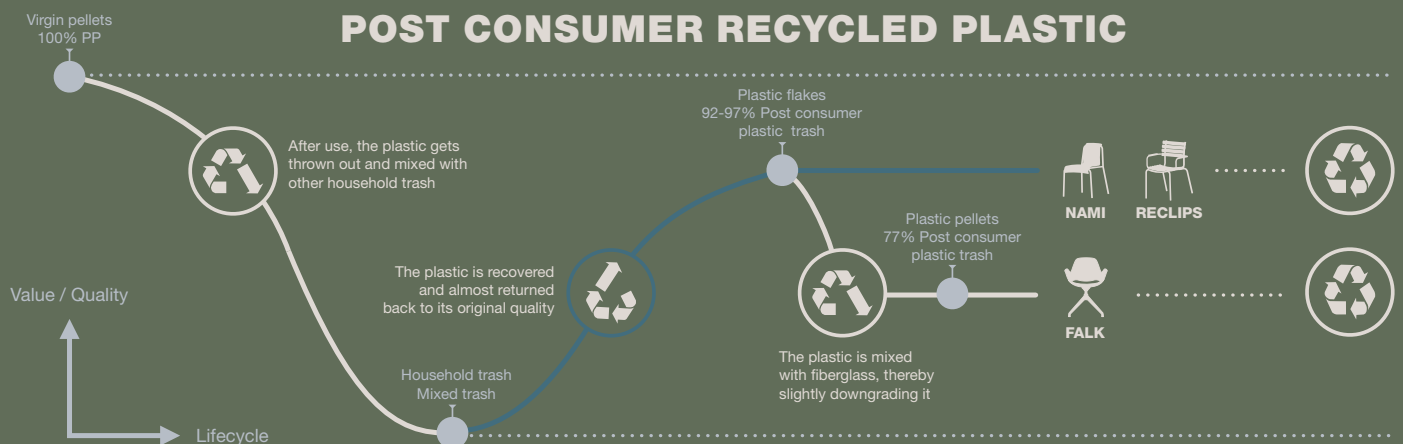 POST CONSUMER RECYCLED PLASTIC
Virgin pellets
100% PP
After use, the plastic gets
thrown out and mixed with
other household trash
Value / Quality
Lifecycle
Household trash
Mixed trash
The plastic is recovered
and almost returned
back to its original quality
Plastic flakes
92-97% Post consumer
plastic trash
The plastic is mixed
with fiberglass, thereby
slightly downgrading it
Plastic pellets
77% Post consumer
plastic trash
NAMI
RECLIPS
FALK